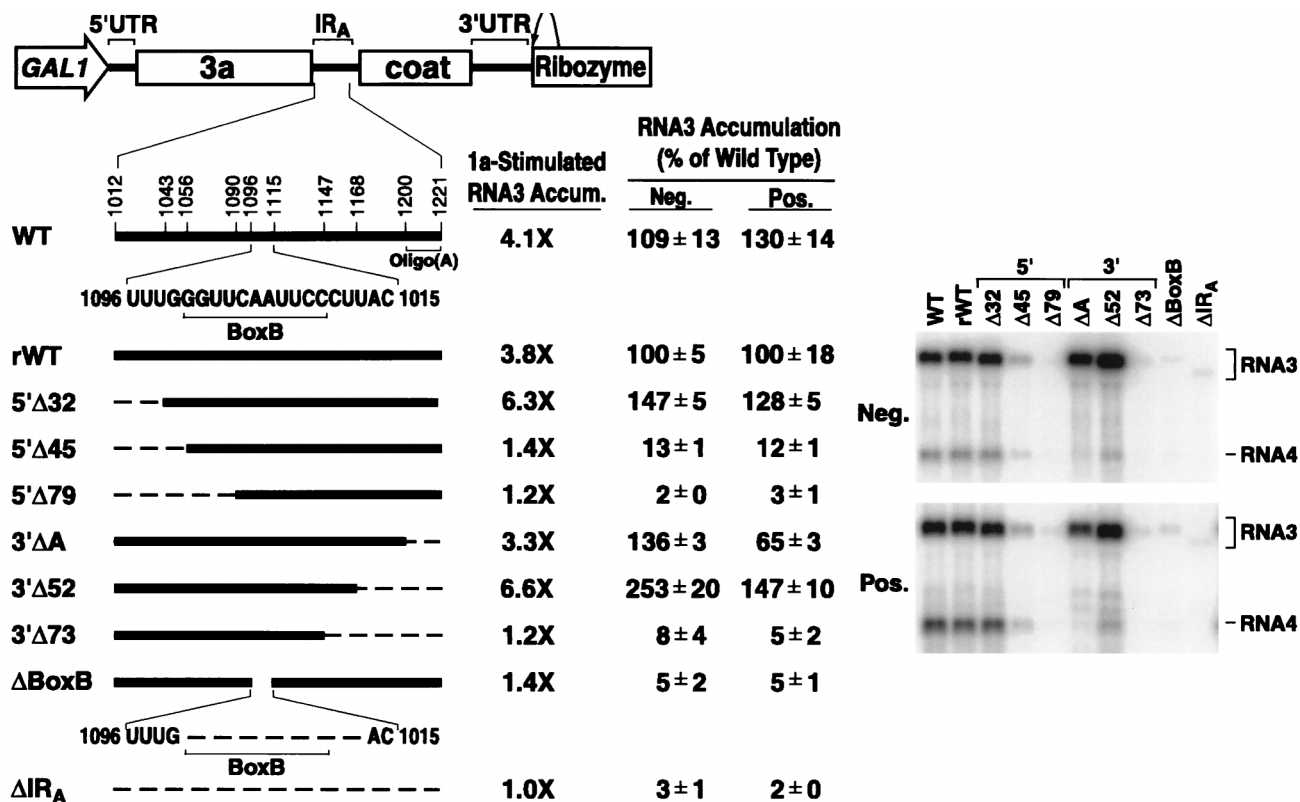 5'UTR IRA 3'UTR
GAL1 3a coat Ribozyme
RNA3 Accumulation
(% of Wild Type)
1a-Stimulated
RNA3 Accum. Neg. Pos.
1012 1043 1056 1090 1096 1115 1147 1168 1200 1221
WT 4.1X 109 ± 13 130 ± 14
Oligo(A)
1096 UUUGGGUUCAAUUCCCUUAC 1015
BoxB
rWT 3.8X 100 ± 5 100 ± 18
5'Δ32 6.3X 147 ± 5 128 ± 5
5'Δ45 1.4X 13 ± 1 12 ± 1
5'Δ79 1.2X 2 ± 0 3 ± 1
3'ΔA 3.3X 136 ± 3 65 ± 3
3'Δ52 6.6X 253 ± 20 147 ± 10
3'Δ73 1.2X 8 ± 4 5 ± 2
ΔBoxB 1.4X 5 ± 2 5 ± 1
1096 UUUG AC 1015
BoxB
ΔIRA 1.0X 3 ± 1 2 ± 0
5' 3'
WT rWT Δ32 Δ45 Δ79 ΔA Δ52 Δ73 ΔBoxB ΔIRA
RNA3
Neg.
RNA4
RNA3
Pos.
RNA4